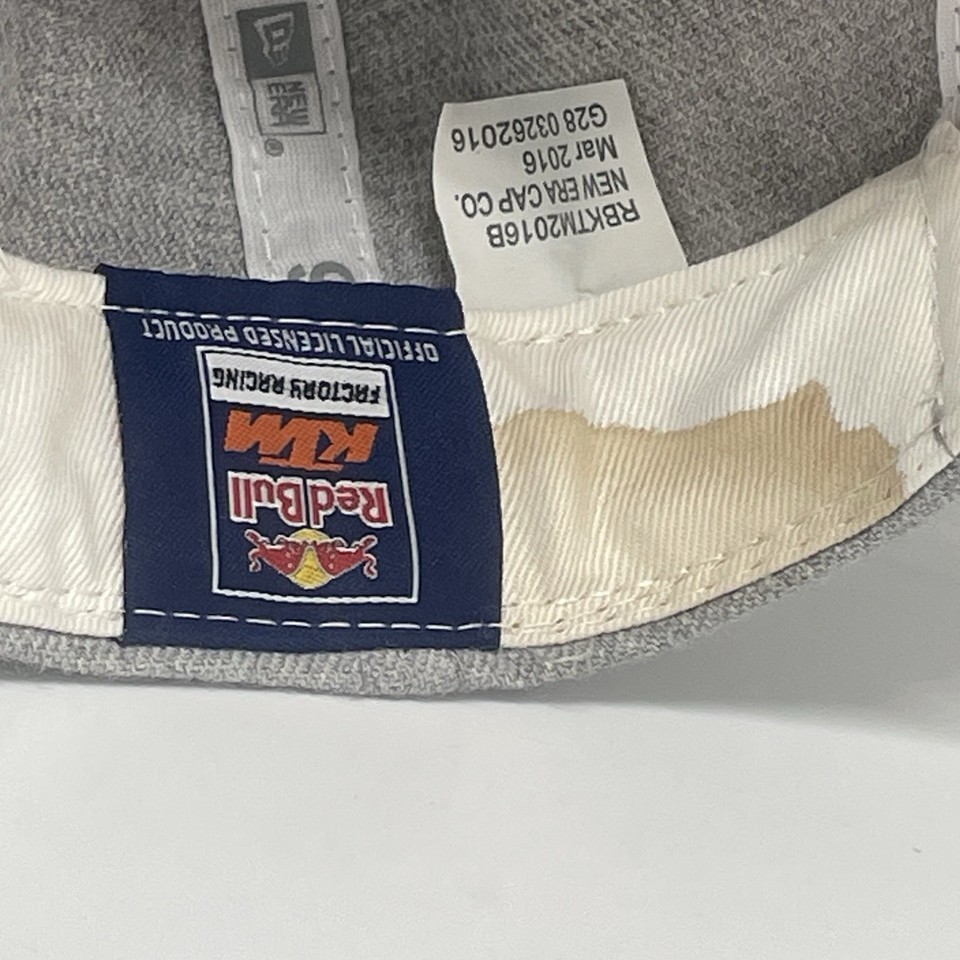 NEW
ERA
RBKTM2016B
NEW ERA CAP CO.
Mar 2016
G28 03262016
Red Bull
KTM
FACTORY RACING
OFFICIAL LICENSED PRODUCT